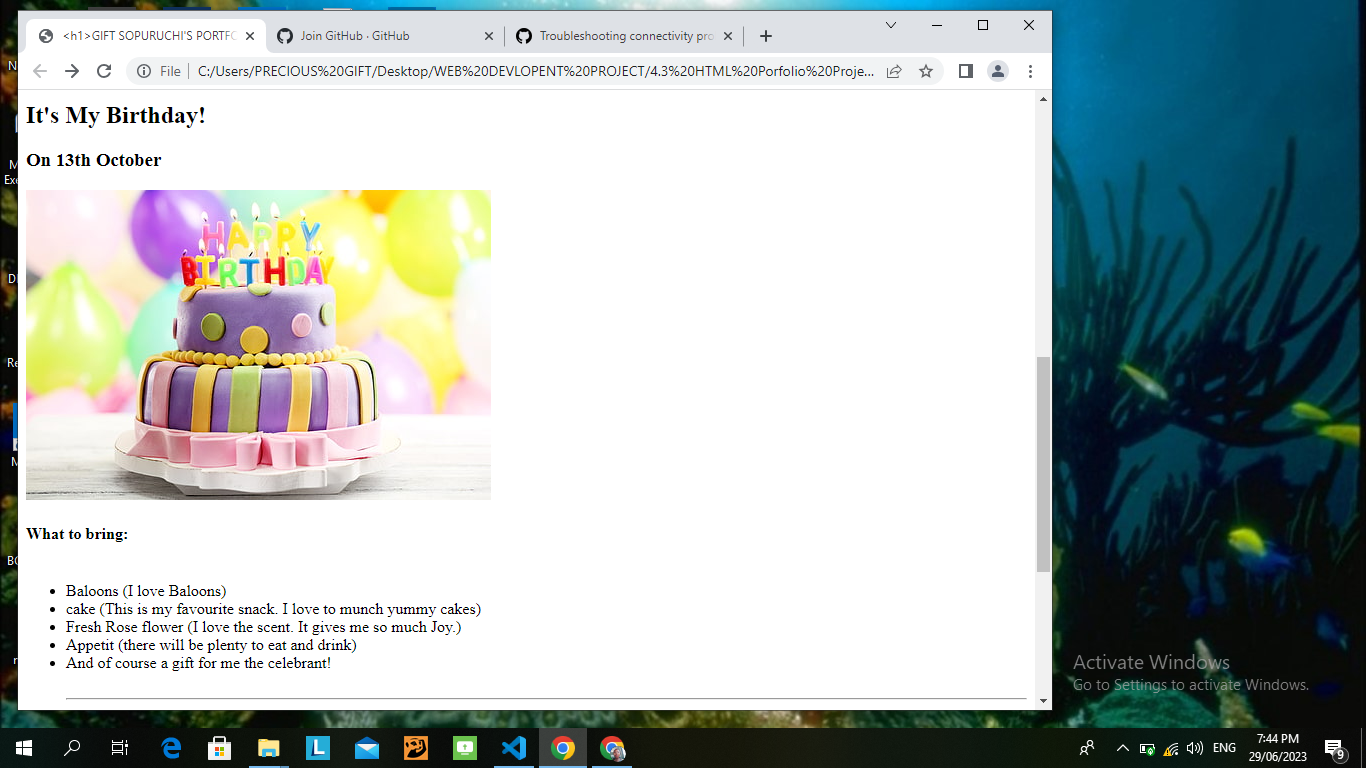 <h1>GIFT SOPURUCHI'S PORTFO
Join GitHub · GitHub
Troubleshooting connectivity pro
File
C:/Users/PRECIOUS%20GIFT/Desktop/WEB%20DEVLOPENT%20PROJECT/4.3%20HTML%20Porfolio%20Proje...
It's My Birthday!
On 13th October
HAPPY
BIRTHDAY
What to bring:
Baloons (I love Baloons)
cake (This is my favourite snack. I love to munch yummy cakes)
Fresh Rose flower (I love the scent. It gives me so much Joy.)
Appetit (there will be plenty to eat and drink)
And of course a gift for me the celebrant!
Activate Windows
Go to Settings to activate Windows.
L
ENG
7:44 PM
29/06/2023
9